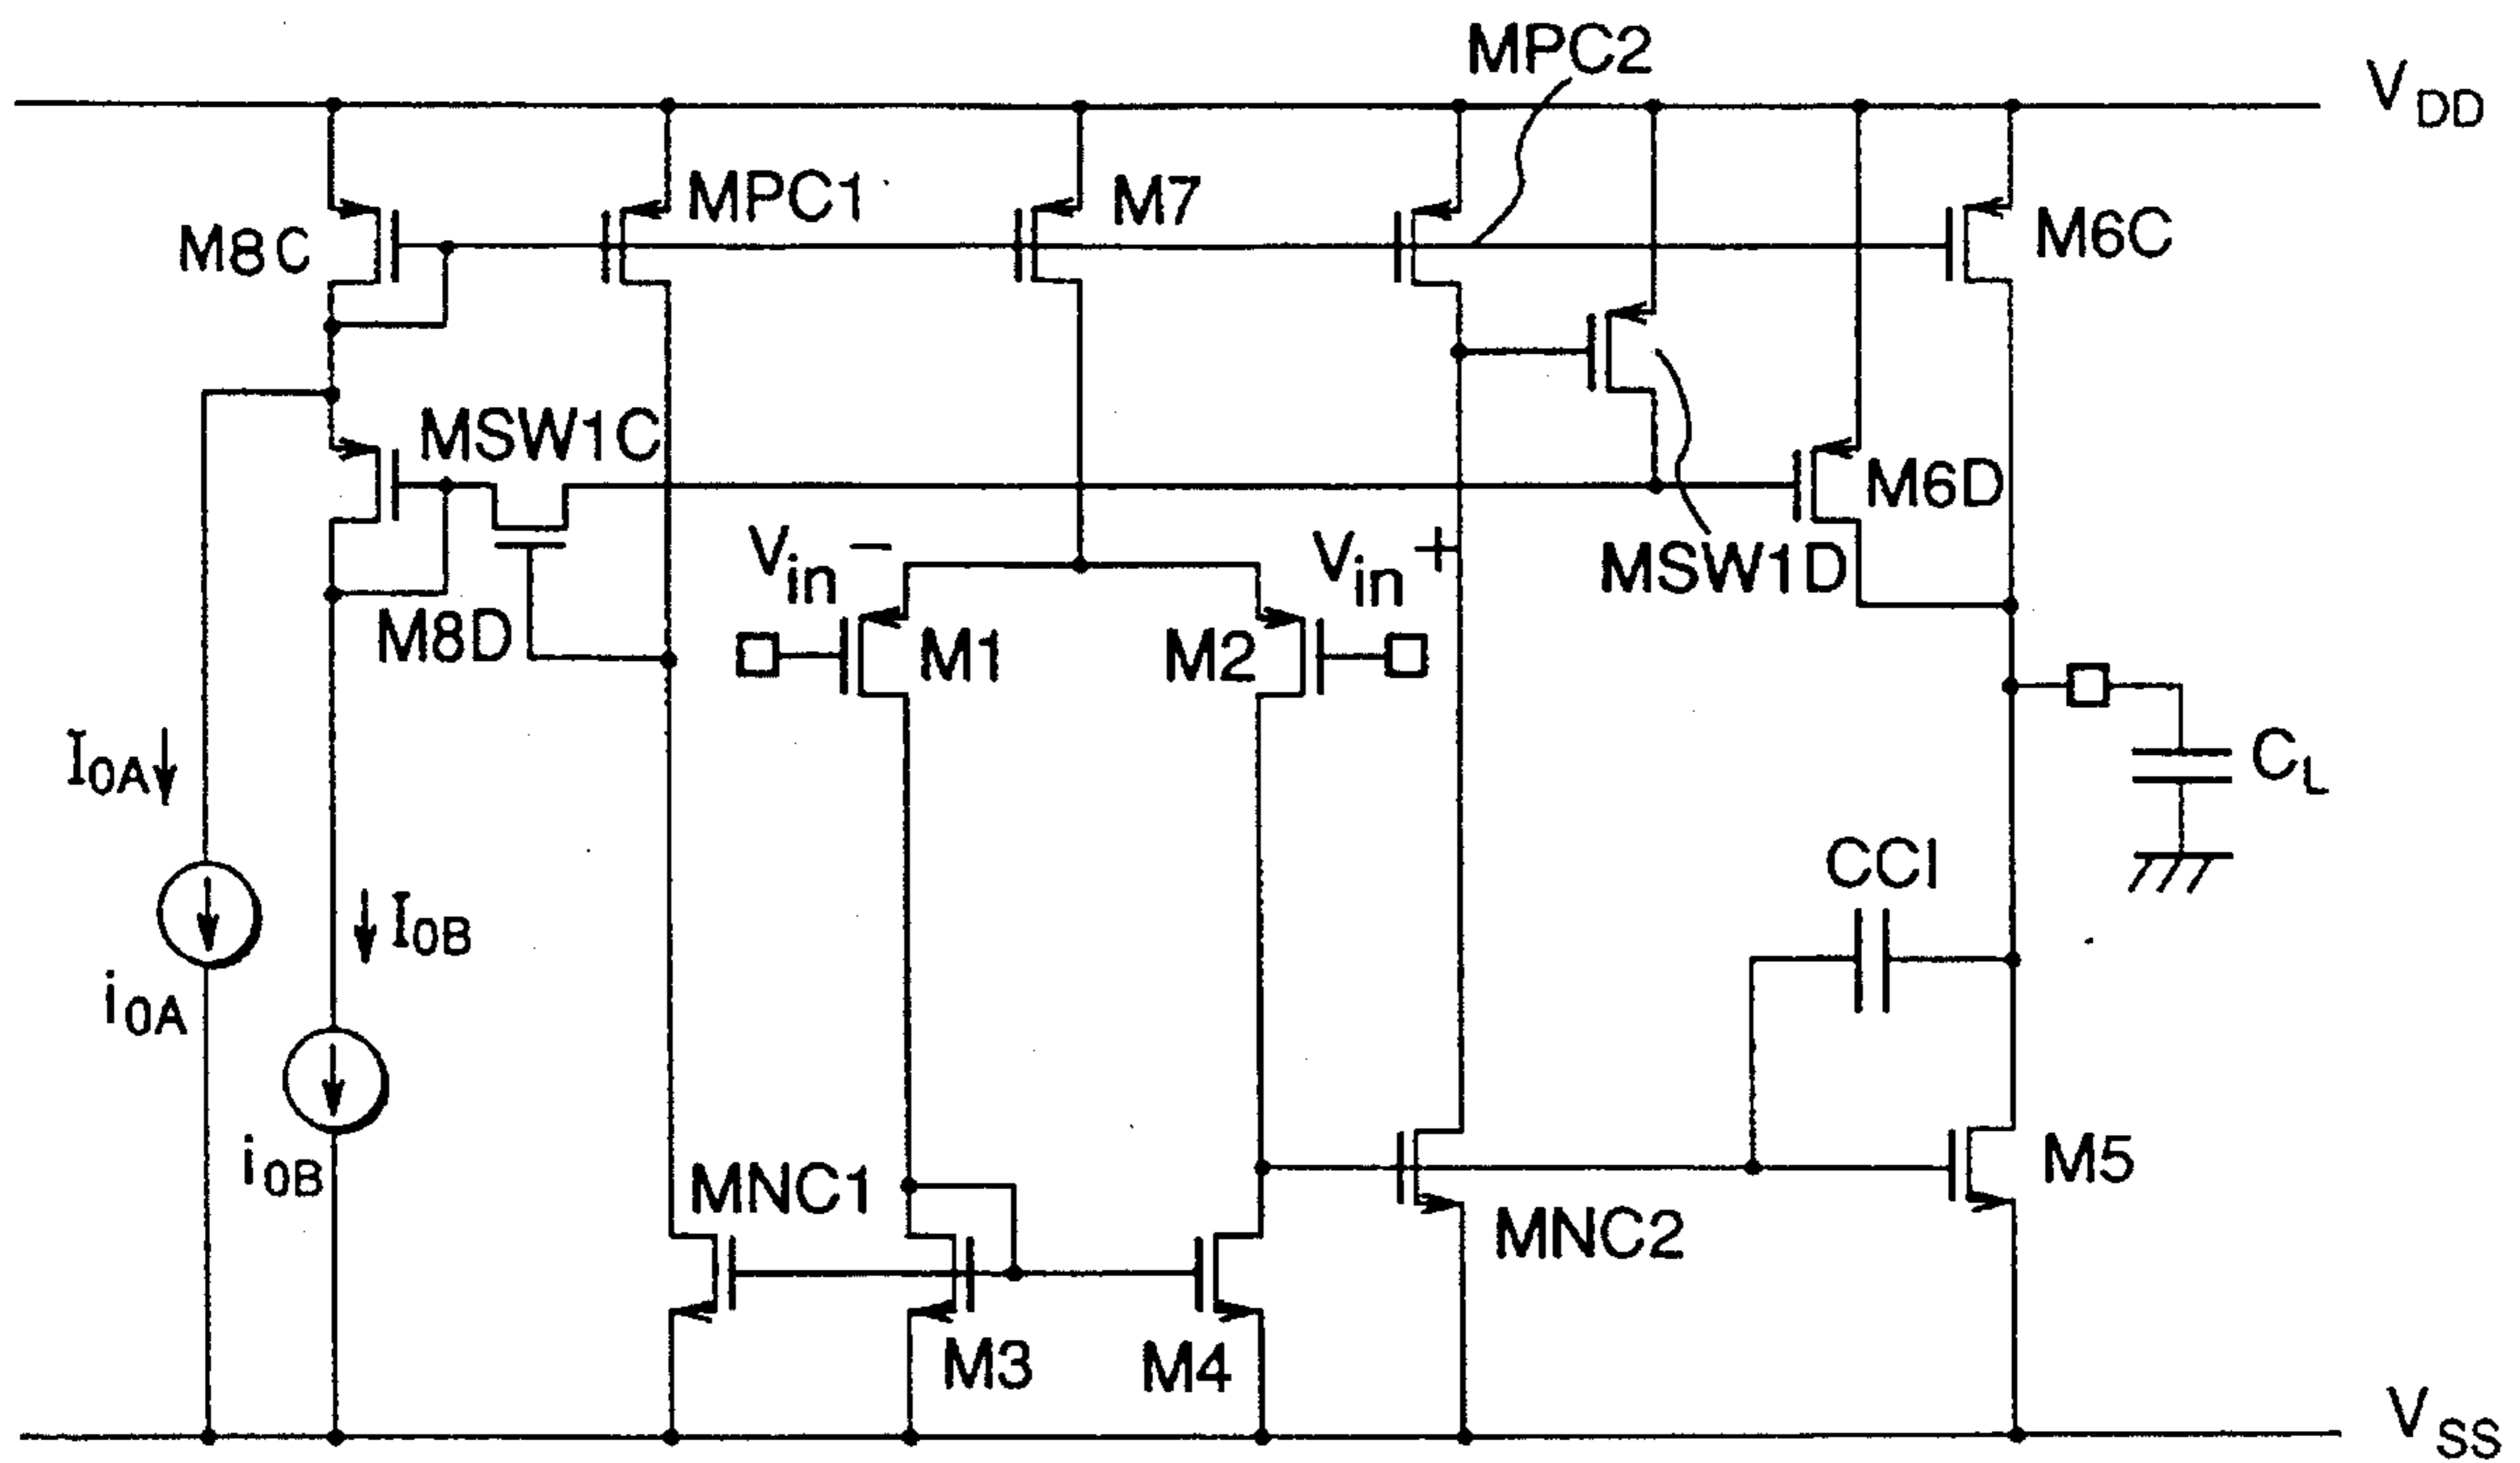 MPC2
VDD
MPC1
M7
M8C
M6C
MSW1C
M6D
Vin−
Vin+
MSW1D
M8D
M1
M2
I0A
CL
CCI
I0B
i0A
i0B
MNC1
M5
MNC2
M3
M4
VSS